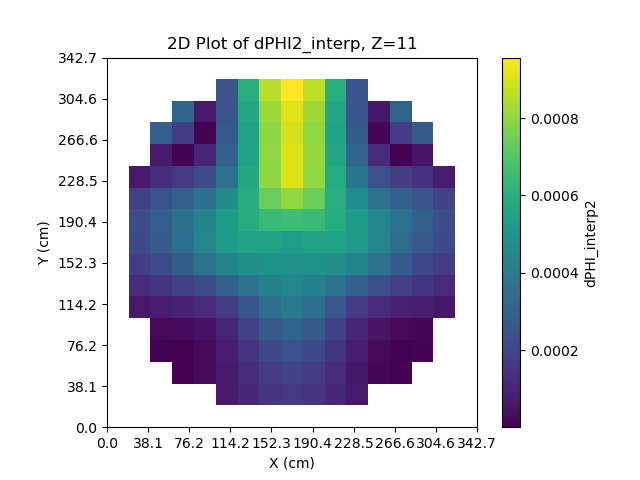 2D Plot of dPHI2_interp, Z=11
342.7
304.6
266.6
228.5
190.4
152.3
114.2
76.2
38.1
0.0
Y (cm)
0.0 38.1 76.2 114.2 152.3 190.4 228.5 266.6 304.6 342.7
X (cm)
0.0008
0.0006
0.0004
0.0002
dPHI_interp2